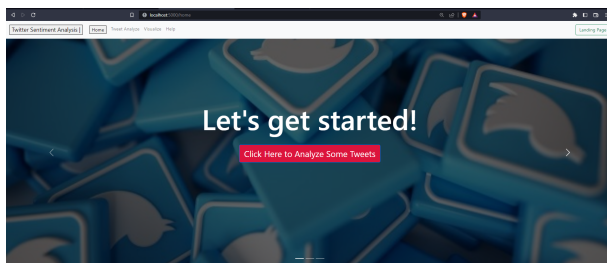 localhost:5000/home
Twitter Sentiment Analysis |
Home
Tweet Analyze
Visualize
Help
Landing Page
Let's get started!
Click Here to Analyze Some Tweets